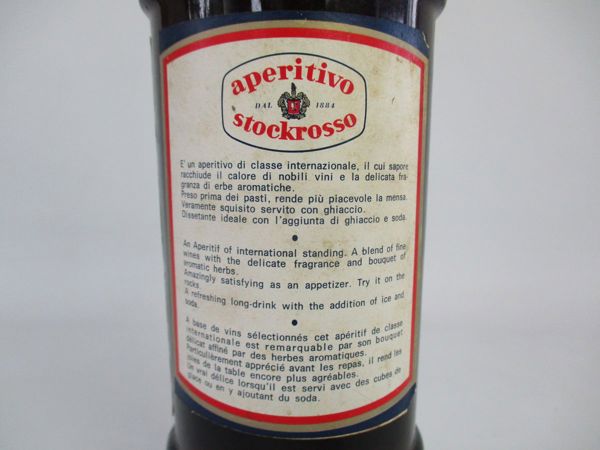 aperitivo
DAL 1884
stockrosso
E' un aperitivo di classe internazionale, il cui sapore
racchiude il calore di nobili vini e la delicata fra-
granza di erbe aromatiche.
Preso prima dei pasti, rende più piacevole la mensa.
Veramente squisito servito con ghiaccio.
Dissetante ideale con l'aggiunta di ghiaccio e soda.
An Aperitif of international standing. A blend of fine
wines with the delicate fragrance and bouquet of
aromatic herbs.
Amazingly satisfying as an appetizer. Try it on the
rocks.
A refreshing long-drink with the addition of ice and
soda.
A base de vins sélectionnés cet apéritif de classe
internationale est remarquable par son bouquet
délicat affiné par des herbes aromatiques.
Particulièrement apprécié avant les repas, il rend les
joies de la table encore plus agréables.
Un vrai délice lorsqu'il est servi avec des cubes de
glace ou en y ajoutant du soda.